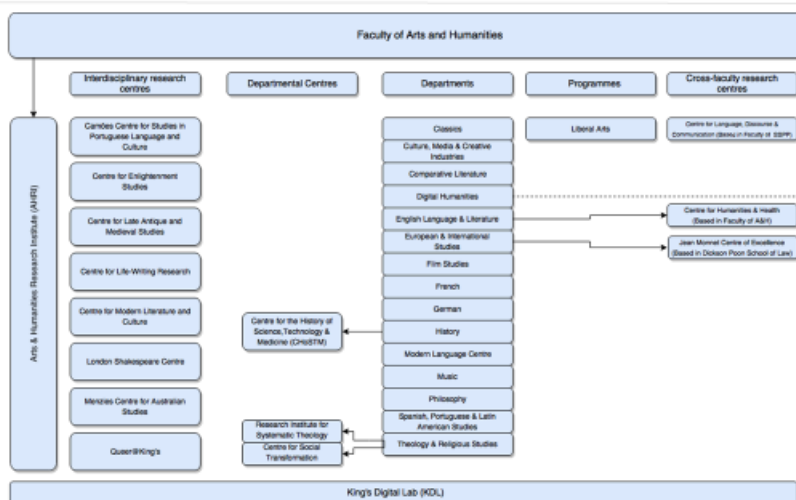 Faculty of Arts and Humanities
Interdisciplinary research
centres
Departmental Centres
Departments
Programmes
Cross-faculty research
centres
Arts & Humanities Research Institute (AHRI)
Camões Centre for Studies in
Portuguese Language and
Culture
Centre for Enlightenment
Studies
Centre for Late Antique and
Medieval Studies
Centre for Life-Writing Research
Centre for Modern Literature and
Culture
London Shakespeare Centre
Menzies Centre for Australian
Studies
Queer@King's
Centre for the History of
Science,Technology &
Medicine (CHoSTM)
Research Institute for
Systematic Theology
Centre for Social
Transformation
Classics
Culture, Media & Creative
Industries
Comparative Literature
Digital Humanities
English Language & Literature
European & International
Studies
Film Studies
French
German
History
Modern Language Centre
Music
Philosophy
Spanish, Portuguese & Latin
American Studies
Theology & Religious Studies
Liberal Arts
Centre for Language, Discourse &
Communication (Based in Faculty of SSPP)
Centre for Humanities & Health
(Based in Faculty of A&H)
Jean Monnet Centre of Excellence
(Based in Dickson Poon School of Law)
King's Digital Lab (KDL)